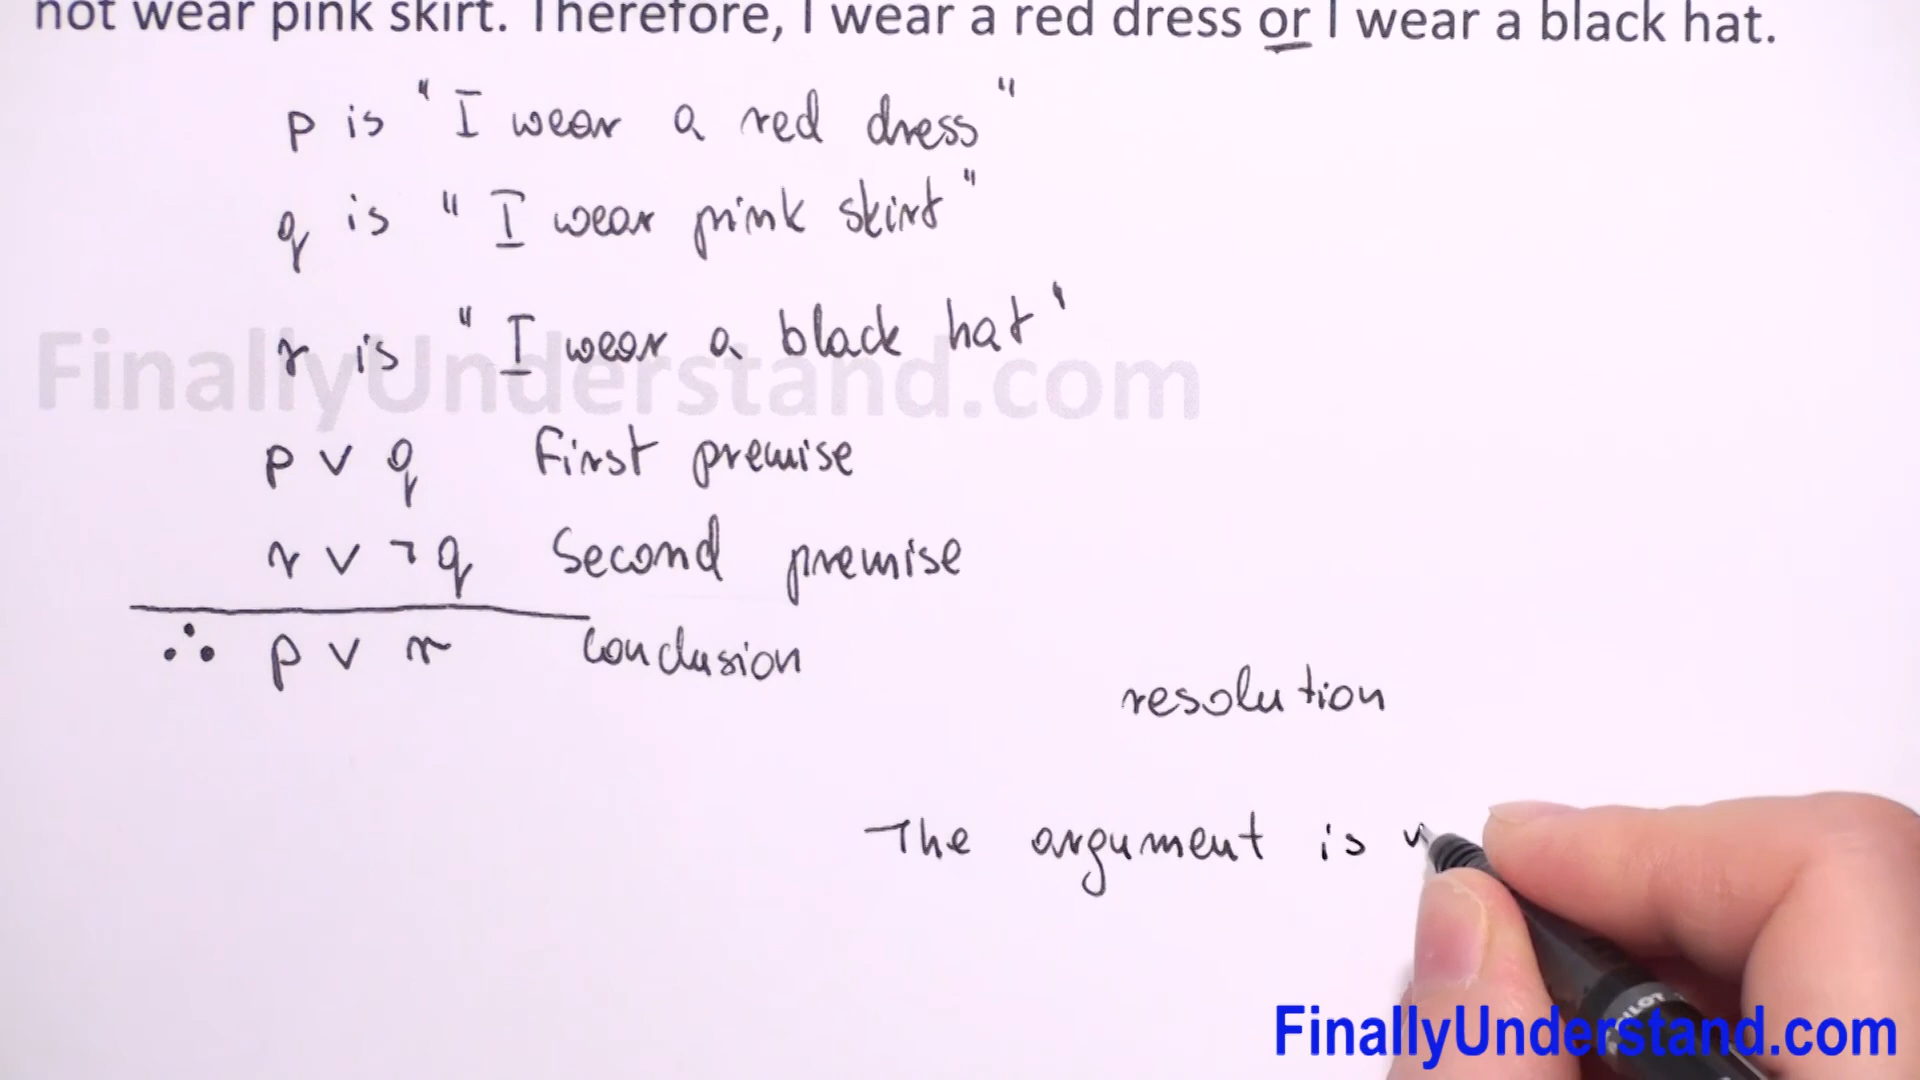 not wear pink skirt. Therefore, I wear a red dress or I wear a black hat.
p is "I wear a red dress"
q is "I wear pink skirt"
r is "I wear a black hat'
FinallyUnderstand.com
p ∨ q First premise
r ∨ ¬q Second premise
∴ p ∨ r Conclusion
resolution
The argument is v
FinallyUnderstand.com